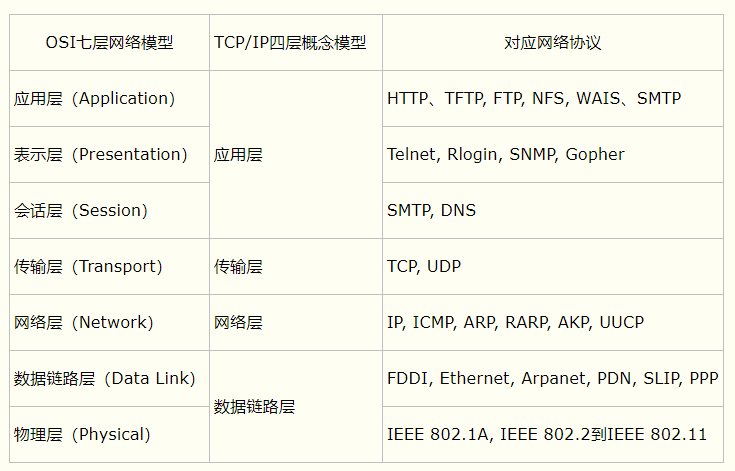 OSI七层网络模型 TCP/IP四层概念模型 对应网络协议
应用层（Application） HTTP、TFTP, FTP, NFS, WAIS、SMTP
表示层（Presentation） 应用层 Telnet, Rlogin, SNMP, Gopher
会话层（Session） SMTP, DNS
传输层（Transport） 传输层 TCP, UDP
网络层（Network） 网络层 IP, ICMP, ARP, RARP, AKP, UUCP
数据链路层（Data Link） FDDI, Ethernet, Arpanet, PDN, SLIP, PPP
数据链路层
物理层（Physical） IEEE 802.1A, IEEE 802.2到IEEE 802.11